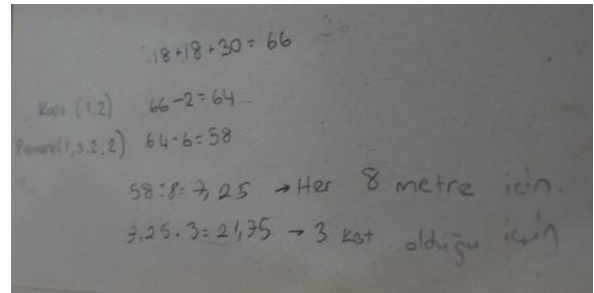 18+18+30=66
Kapı (1,2) 66-2=64
Pencere(1,5.2,2) 64-6=58
58:8=7,25 → Her 8 metre için
7,25.3=21,75 → 3 kat olduğu için